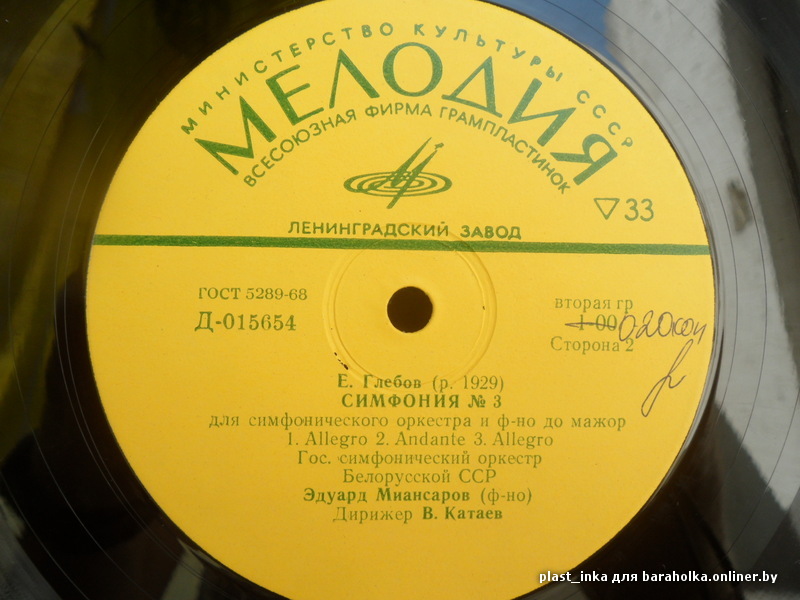 МИНИСТЕРСТВО КУЛЬТУРЫ СССР
МЕЛОДИЯ
ВСЕСОЮЗНАЯ ФИРМА ГРАМПЛАСТИНОК
33
ЛЕНИНГРАДСКИЙ ЗАВОД
ГОСТ 5289-68
Д-015654
вторая гр
1-00 020коп
Сторона 2
Е. Глебов (р. 1929)
СИМФОНИЯ № 3
для симфонического оркестра и ф-но до мажор
1. Allegro 2. Andante 3. Allegro
Гос. симфонический оркестр
Белорусской ССР
Эдуард Миансаров (ф-но)
Дирижер В. Катаев
plast_inka для baraholka.onliner.by